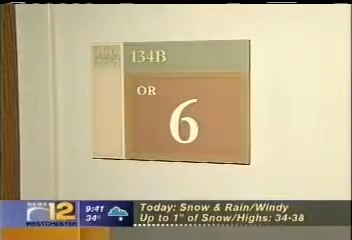 134B
OR
6
NEWS
12
WESTCHESTER
9:41
34°
Today: Snow & Rain/Windy
Up to 1" of Snow/Highs: 34-38